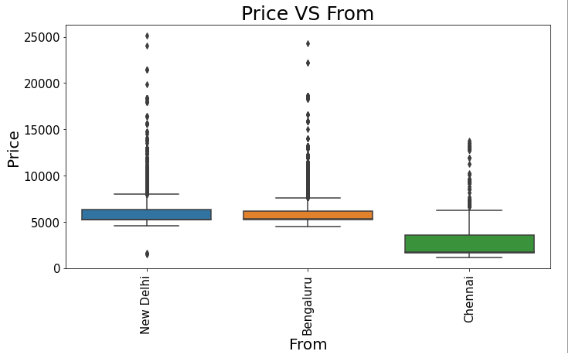 Price VS From
25000
20000
15000
10000
5000
0
Price
New Delhi
Bengaluru
Chennai
From